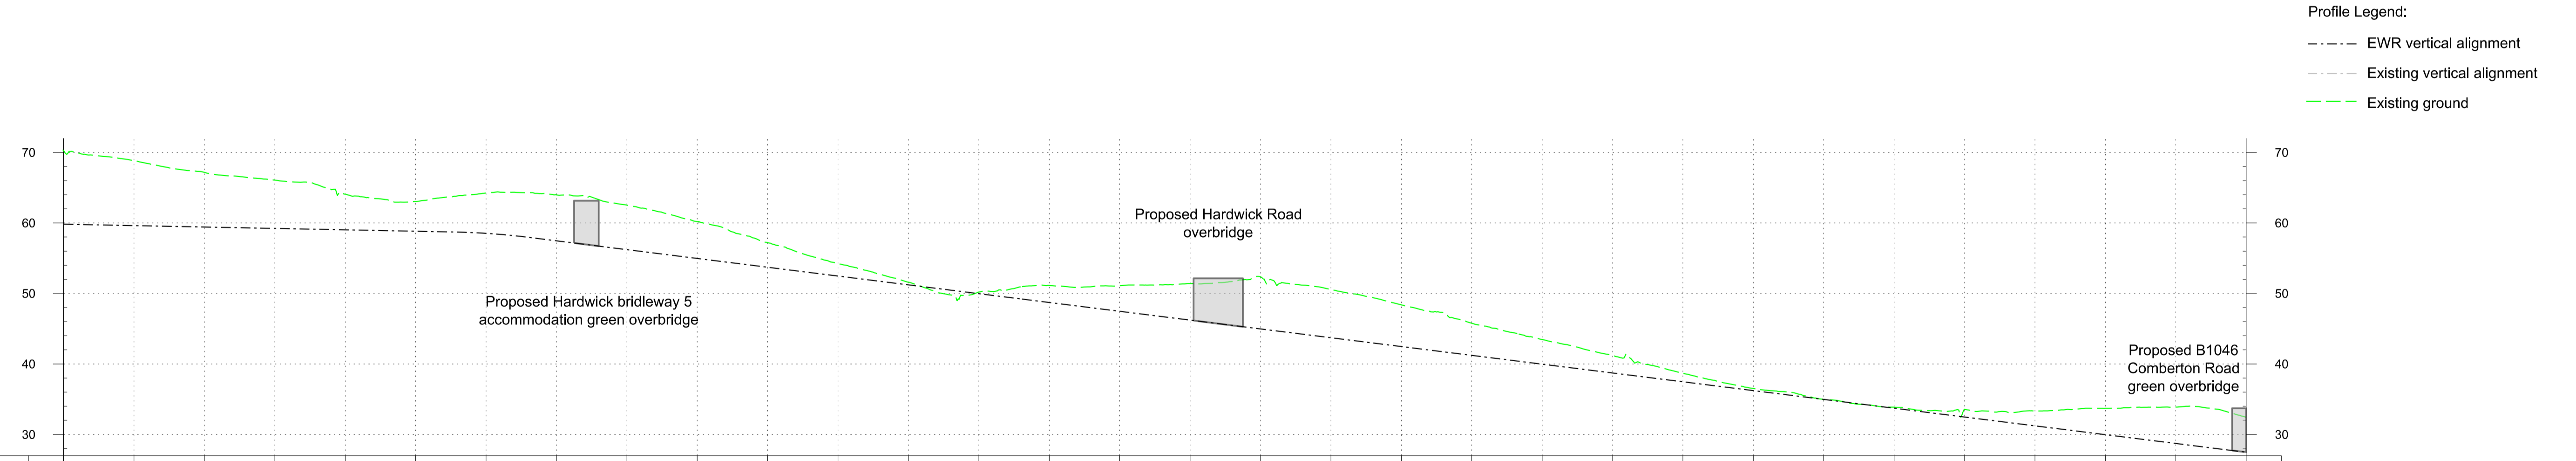 Profile Legend:
EWR vertical alignment
Existing vertical alignment
Existing ground
70
60
50
40
30
Proposed Hardwick bridleway 5
accommodation green overbridge
Proposed Hardwick Road
overbridge
Proposed B1046
Comberton Road
green overbridge
70
60
50
40
30